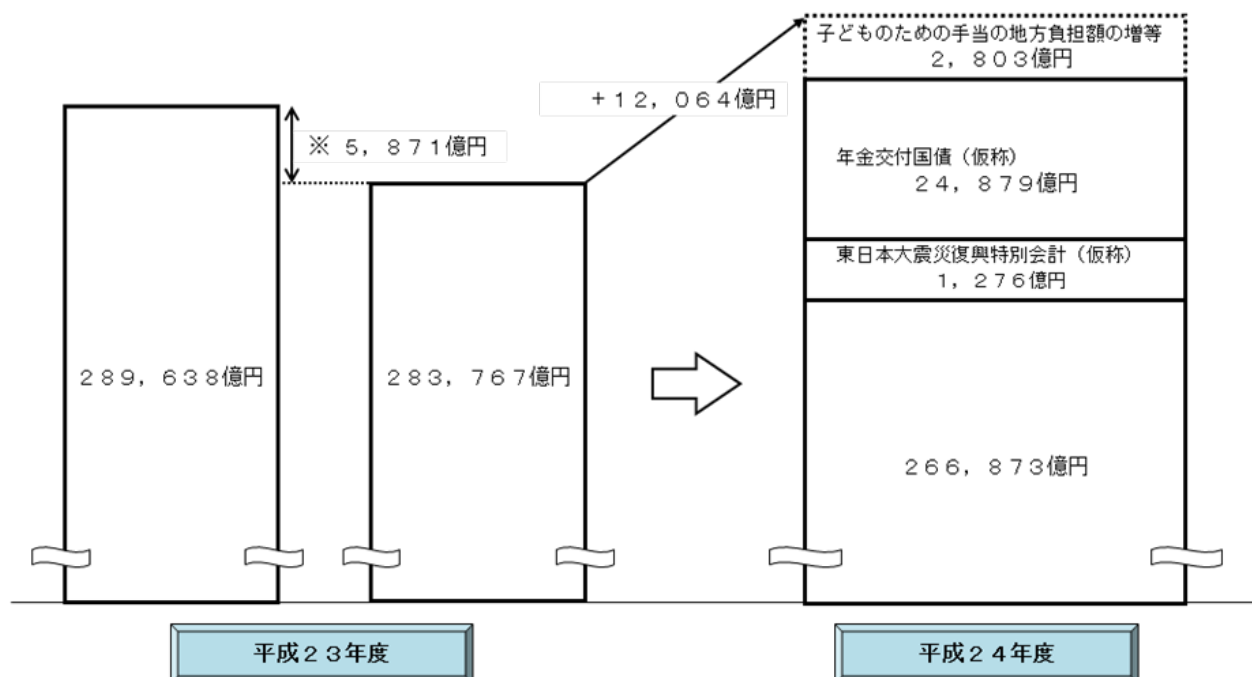 子どものための手当の地方負担額の増等
２，８０３億円
＋１２，０６４億円
※ ５，８７１億円
年金交付国債（仮称）
２４，８７９億円
東日本大震災復興特別会計（仮称）
１，２７６億円
２８９，６３８億円
２８３，７６７億円
２６６，８７３億円
平成２３年度
平成２４年度